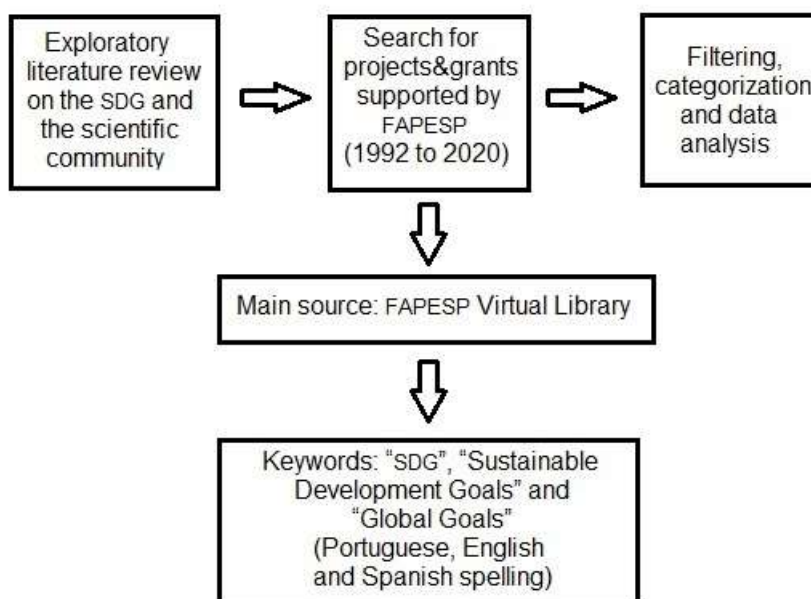 Exploratory
literature review
on the SDG and
the scientific
community
Search for
projects&grants
supported by
FAPESP
(1992 to 2020)
Filtering,
categorization
and data
analysis
Main source: FAPESP Virtual Library
Keywords: “SDG”, “Sustainable
Development Goals” and
“Global Goals”
(Portuguese, English
and Spanish spelling)